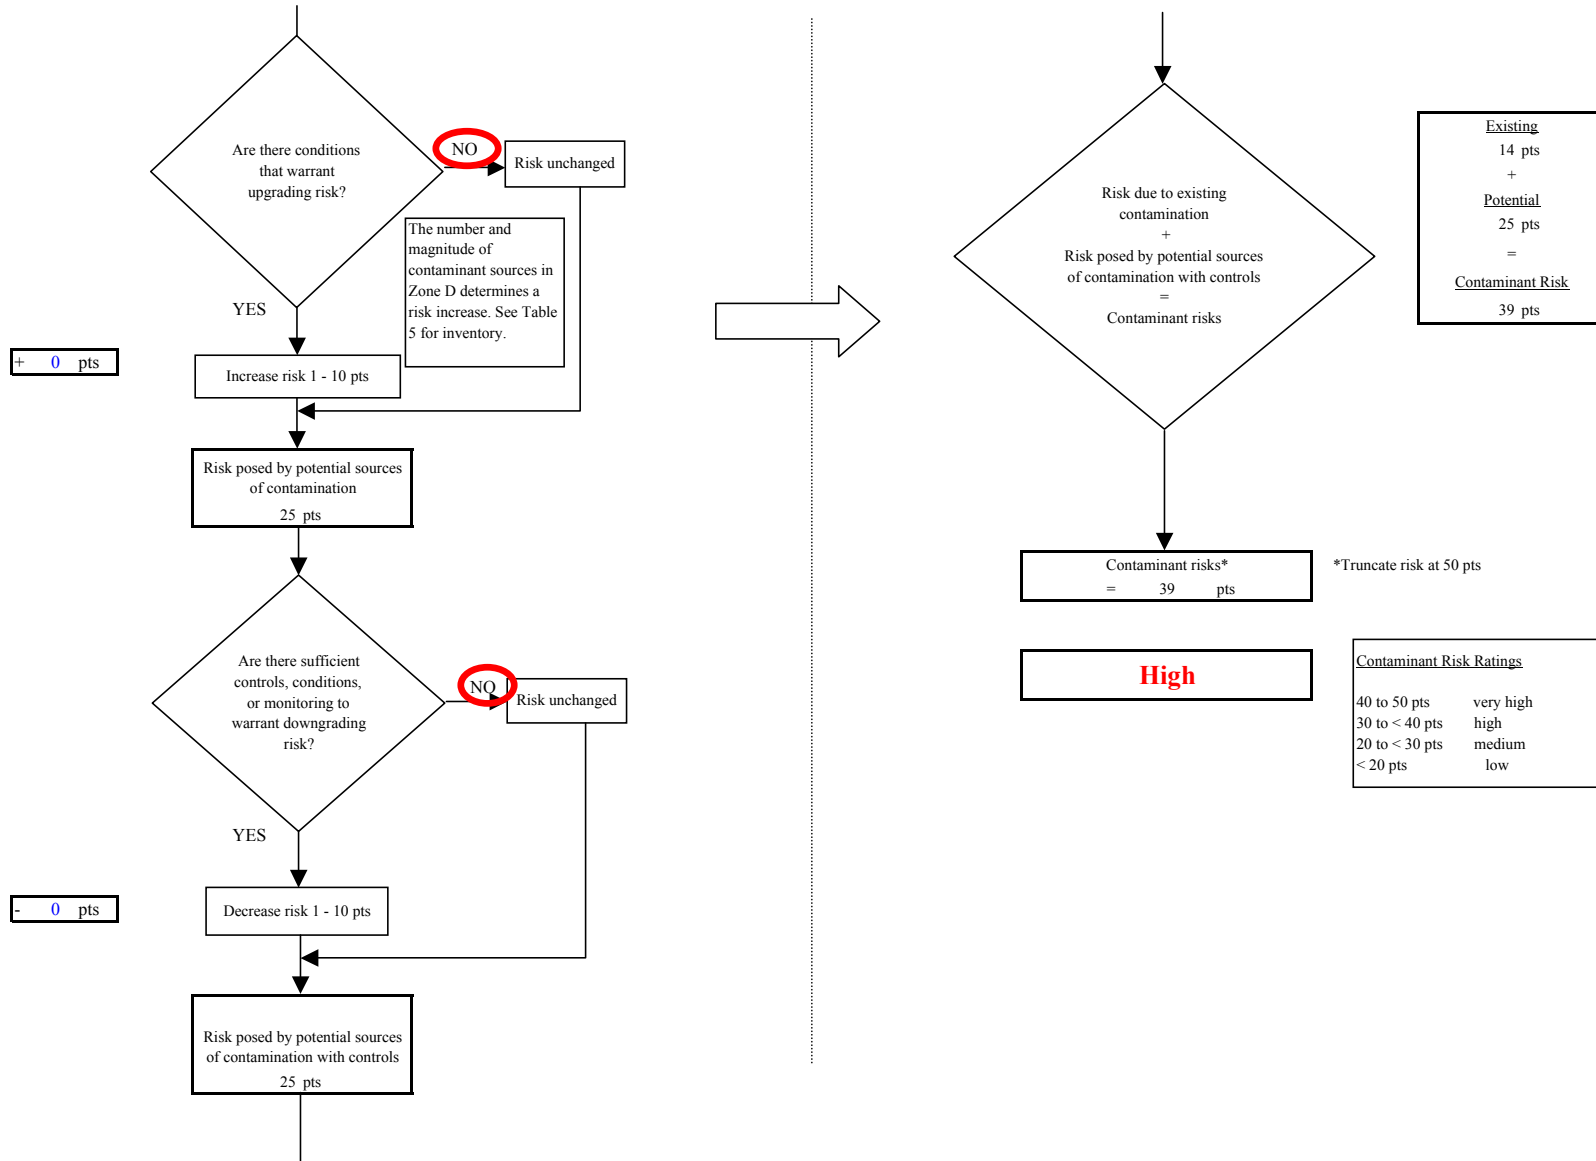 Are there conditions
that warrant
upgrading risk?
NO
Risk unchanged
The number and
magnitude of
contaminant sources in
Zone D determines a
risk increase. See Table
5 for inventory.
YES
+ 0 pts
Increase risk 1 - 10 pts
Risk posed by potential sources
of contamination
25 pts
Are there sufficient
controls, conditions,
or monitoring to
warrant downgrading
risk?
NO
Risk unchanged
YES
- 0 pts
Decrease risk 1 - 10 pts
Risk posed by potential sources
of contamination with controls
25 pts
Risk due to existing
contamination
+
Risk posed by potential sources
of contamination with controls
=
Contaminant risks
Existing
14 pts
+
Potential
25 pts
=
Contaminant Risk
39 pts
Contaminant risks*
= 39 pts
*Truncate risk at 50 pts
High
Contaminant Risk Ratings
40 to 50 pts very high
30 to < 40 pts high
20 to < 30 pts medium
< 20 pts low